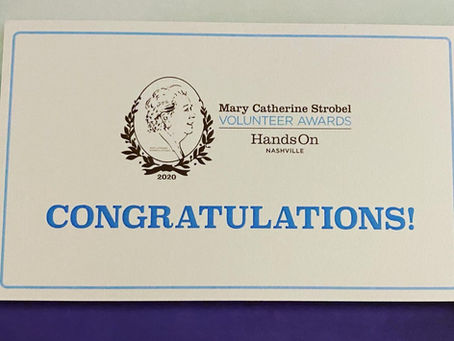 Mary Catherine Strobel
VOLUNTEER AWARDS
HandsOn
NASHVILLE
2020
CONGRATULATIONS!